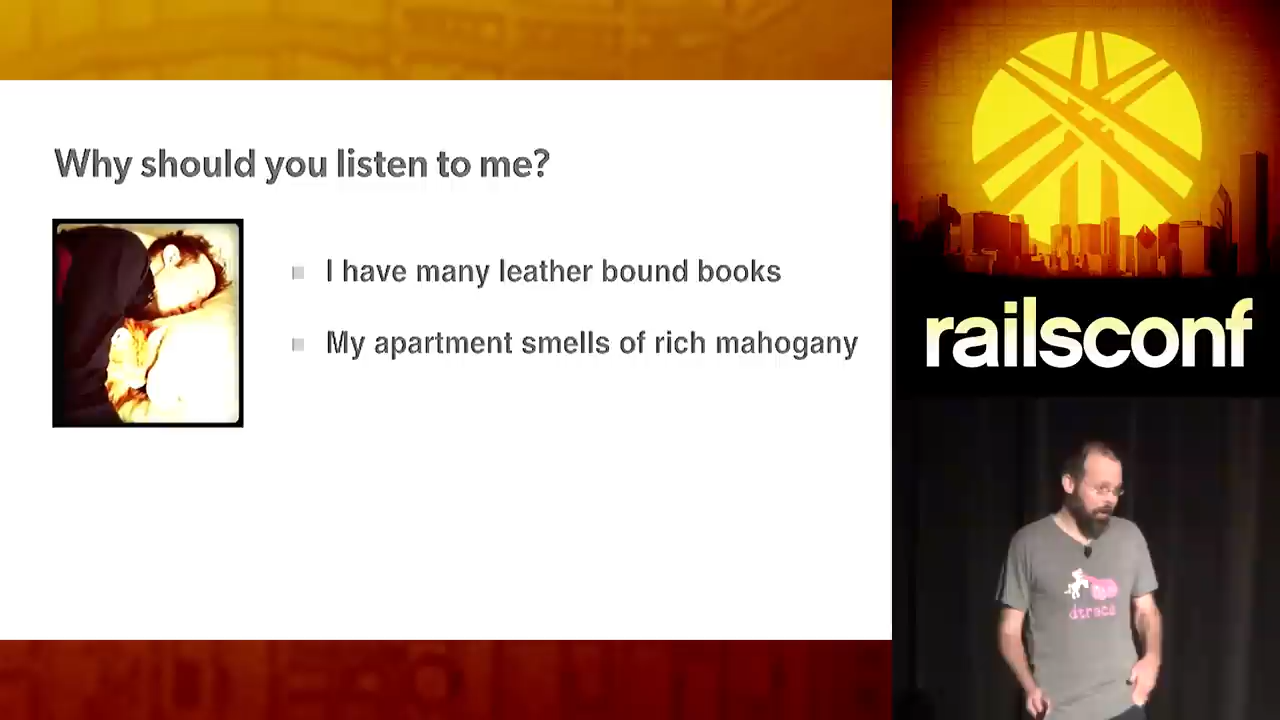 Why should you listen to me?
I have many leather bound books
My apartment smells of rich mahogany
railsconf
dtrace